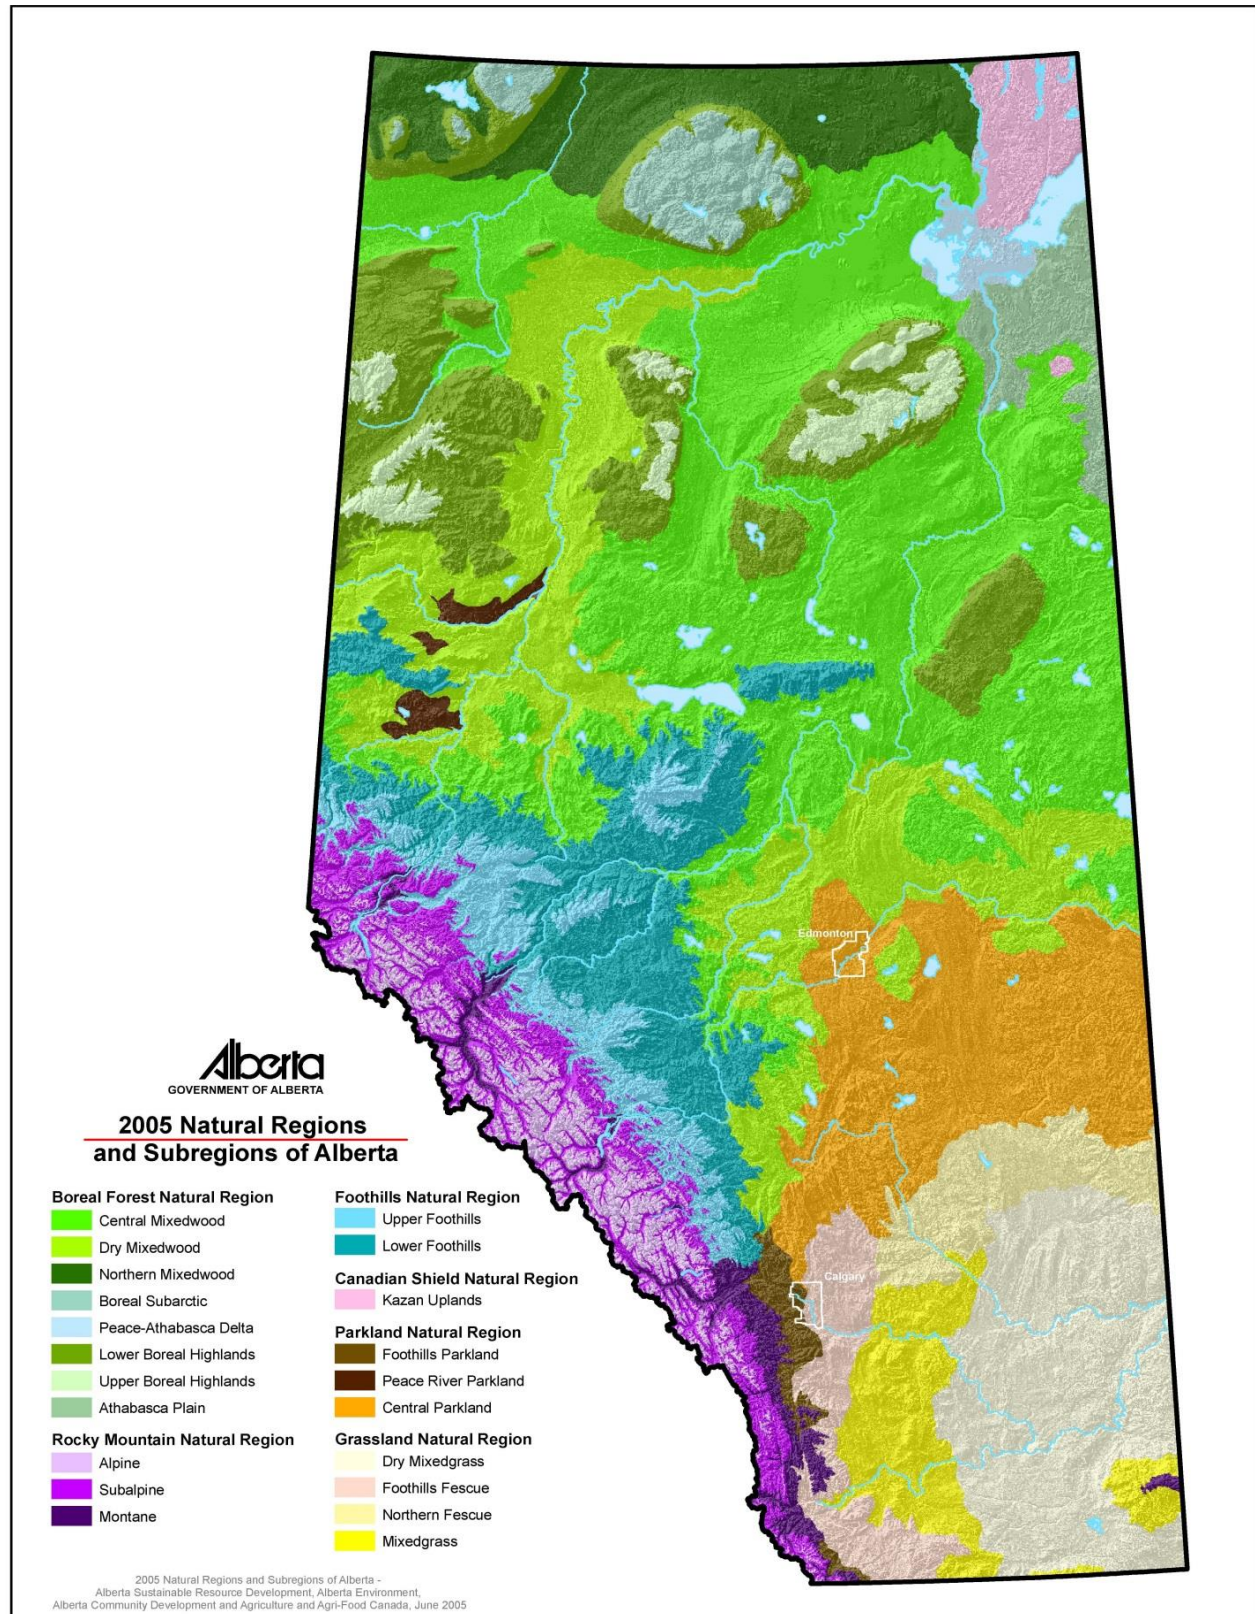 Edmonton
Calgary
Alberta
GOVERNMENT OF ALBERTA
2005 Natural Regions
and Subregions of Alberta
Boreal Forest Natural Region
Central Mixedwood
Dry Mixedwood
Northern Mixedwood
Boreal Subarctic
Peace-Athabasca Delta
Lower Boreal Highlands
Upper Boreal Highlands
Athabasca Plain
Rocky Mountain Natural Region
Alpine
Subalpine
Montane
Foothills Natural Region
Upper Foothills
Lower Foothills
Canadian Shield Natural Region
Kazan Uplands
Parkland Natural Region
Foothills Parkland
Peace River Parkland
Central Parkland
Grassland Natural Region
Dry Mixedgrass
Foothills Fescue
Northern Fescue
Mixedgrass
2005 Natural Regions and Subregions of Alberta -
Alberta Sustainable Resource Development, Alberta Environment,
Alberta Community Development and Agriculture and Agri-Food Canada, June 2005